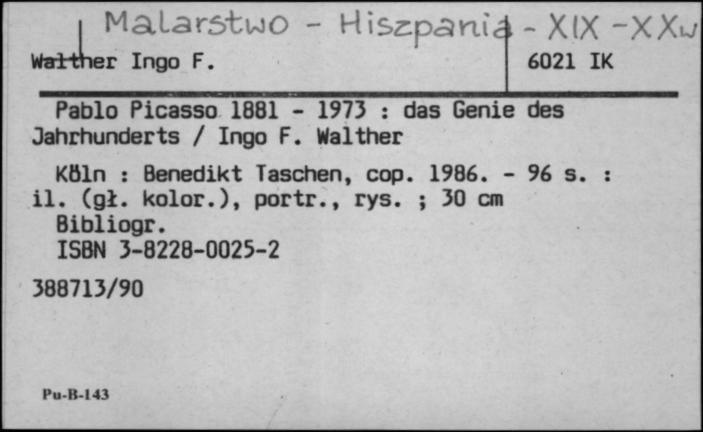 Malarstwo - Hiszpania - XIX - XX w
Walther Ingo F. 6021 IK
Pablo Picasso 1881 - 1973 : das Genie des
Jahrhunderts / Ingo F. Walther
Köln : Benedikt Taschen, cop. 1986. - 96 s. :
il. (gł. kolor.), portr., rys. ; 30 cm
Bibliogr.
ISBN 3-8228-0025-2
388713/90
Pu-B-143